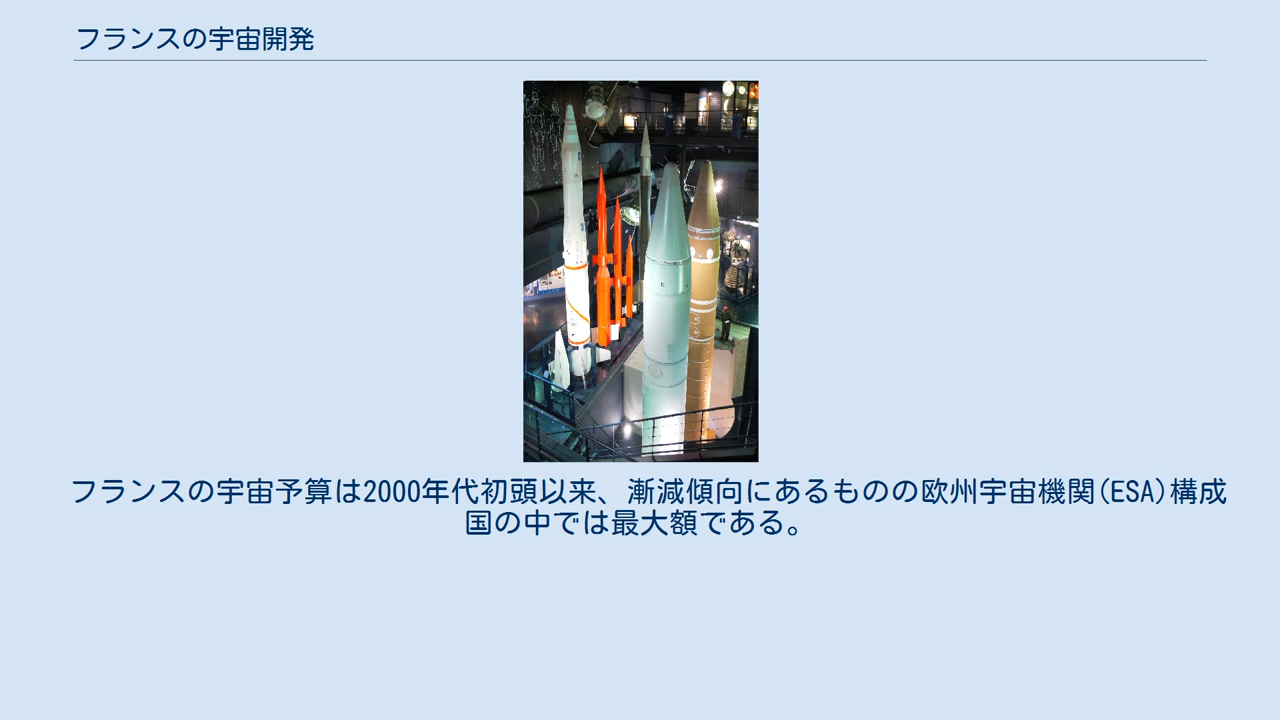 フランスの宇宙開発
フランスの宇宙予算は2000年代初頭以来、漸減傾向にあるものの欧州宇宙機関(ESA)構成
国の中では最大額である。